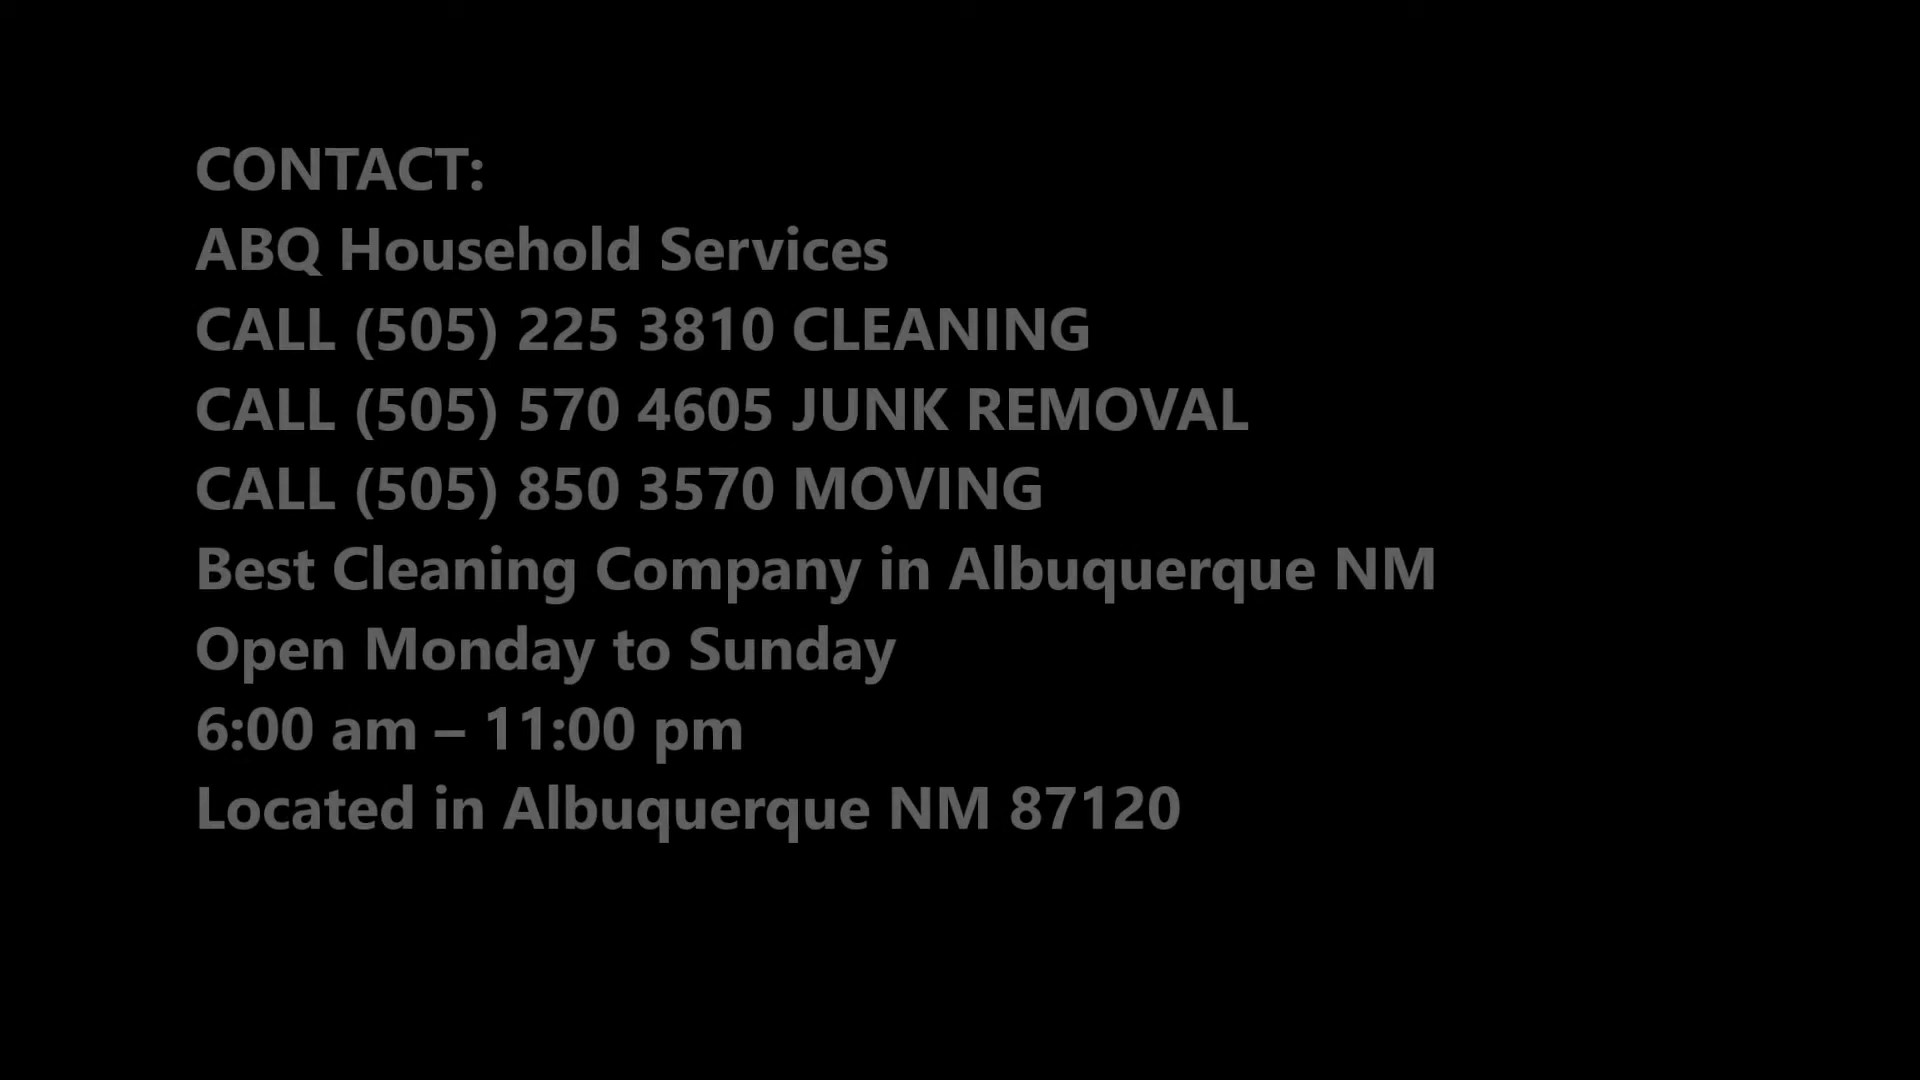 CONTACT:
ABQ Household Services
CALL (505) 225 3810 CLEANING
CALL (505) 570 4605 JUNK REMOVAL
CALL (505) 850 3570 MOVING
Best Cleaning Company in Albuquerque NM
Open Monday to Sunday
6:00 am – 11:00 pm
Located in Albuquerque NM 87120